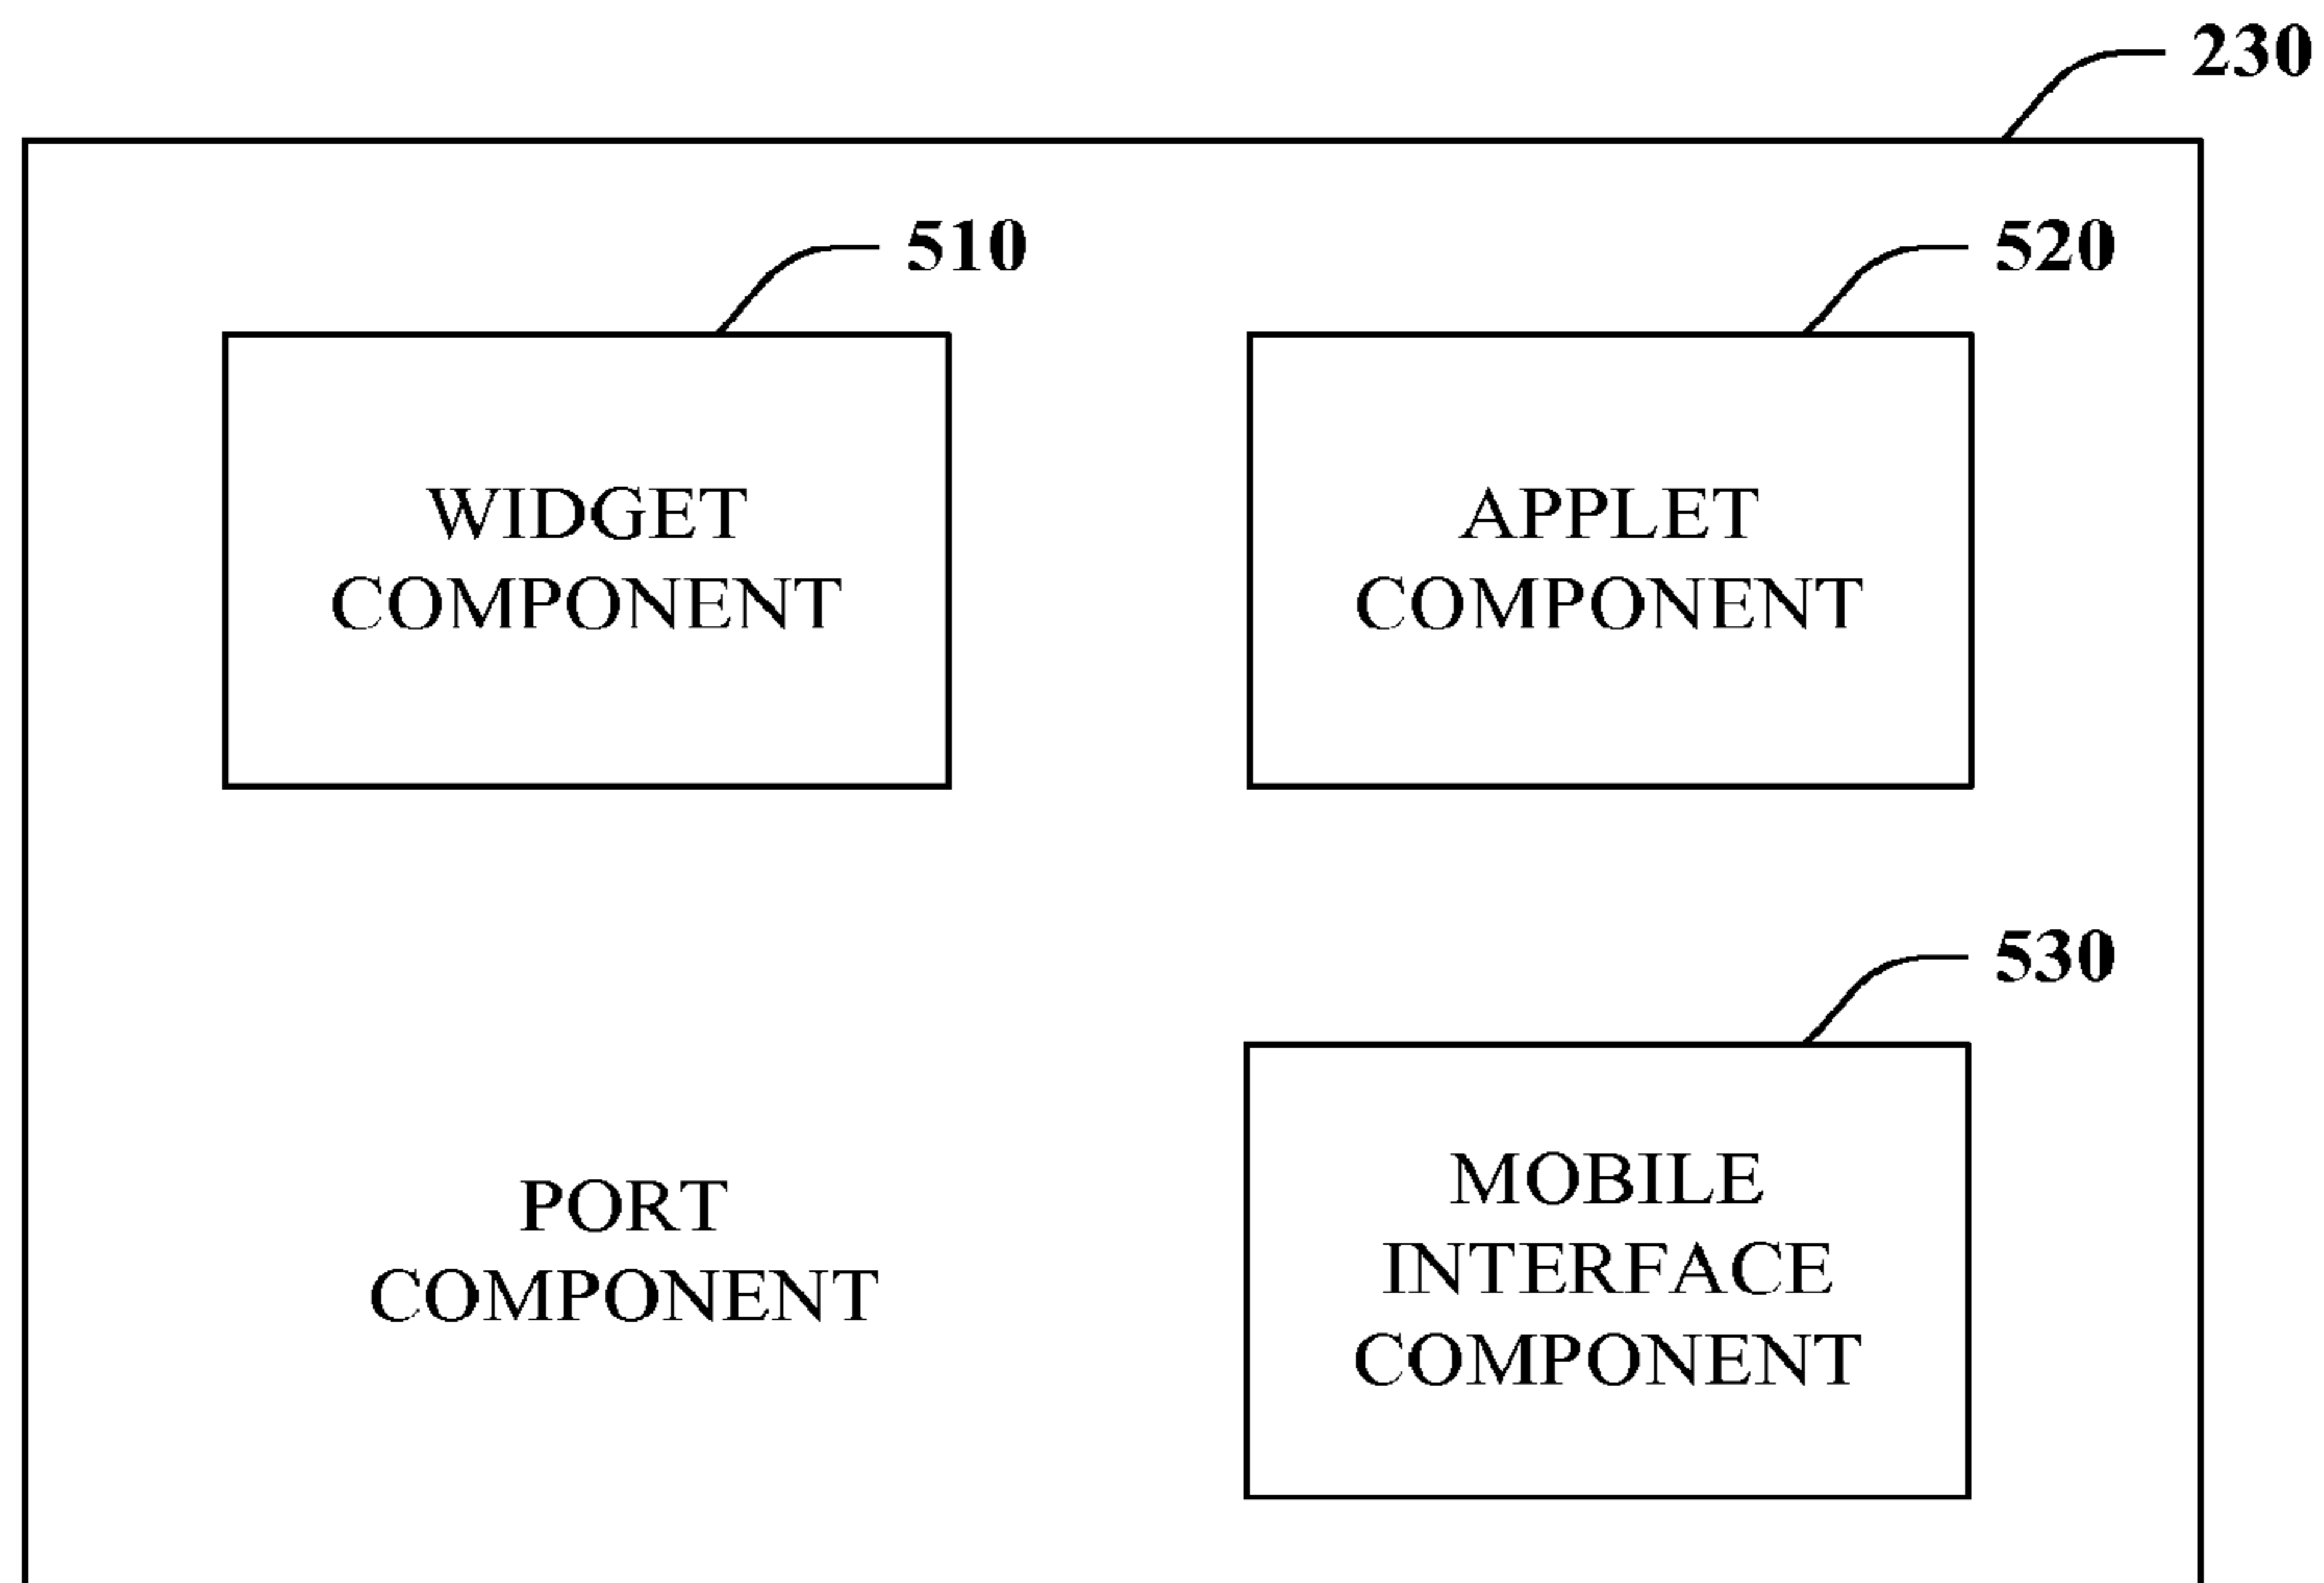 230
510
520
WIDGET
COMPONENT
APPLET
COMPONENT
530
PORT
COMPONENT
MOBILE
INTERFACE
COMPONENT